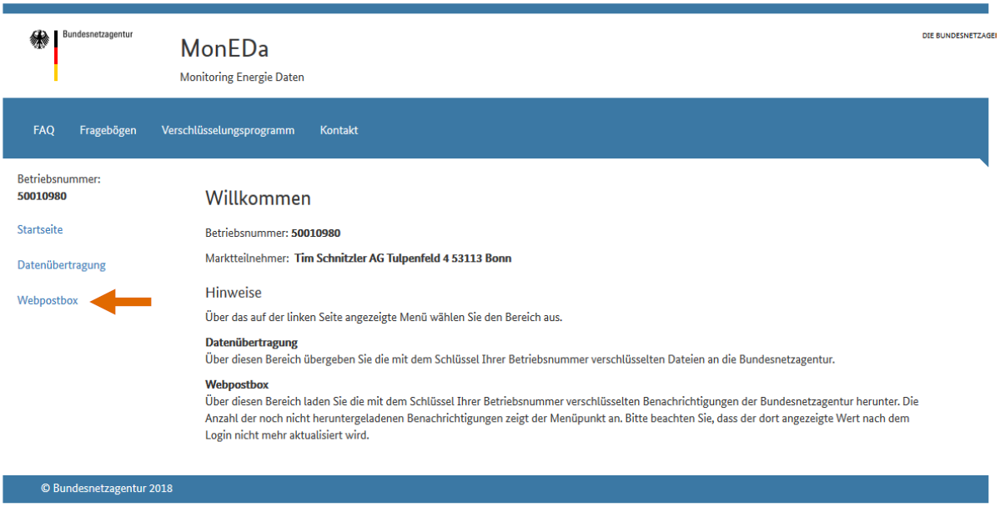 Bundesnetzagentur
MonEDa
Monitoring Energie Daten
DIE BUNDESNETZAGE
FAQ Fragebögen Verschlüsselungsprogramm Kontakt
Betriebsnummer:
50010980
Startseite
Datenübertragung
Webpostbox
Willkommen
Betriebsnummer: 50010980
Marktteilnehmer: Tim Schnitzler AG Tulpenfeld 4 53113 Bonn
Hinweise
Über das auf der linken Seite angezeigte Menü wählen Sie den Bereich aus.
Datenübertragung
Über diesen Bereich übergeben Sie die mit dem Schlüssel Ihrer Betriebsnummer verschlüsselten Dateien an die Bundesnetzagentur.
Webpostbox
Über diesen Bereich laden Sie die mit dem Schlüssel Ihrer Betriebsnummer verschlüsselten Benachrichtigungen der Bundesnetzagentur herunter. Die
Anzahl der noch nicht heruntergeladenen Benachrichtigungen zeigt der Menüpunkt an. Bitte beachten Sie, dass der dort angezeigte Wert nach dem
Login nicht mehr aktualisiert wird.
© Bundesnetzagentur 2018